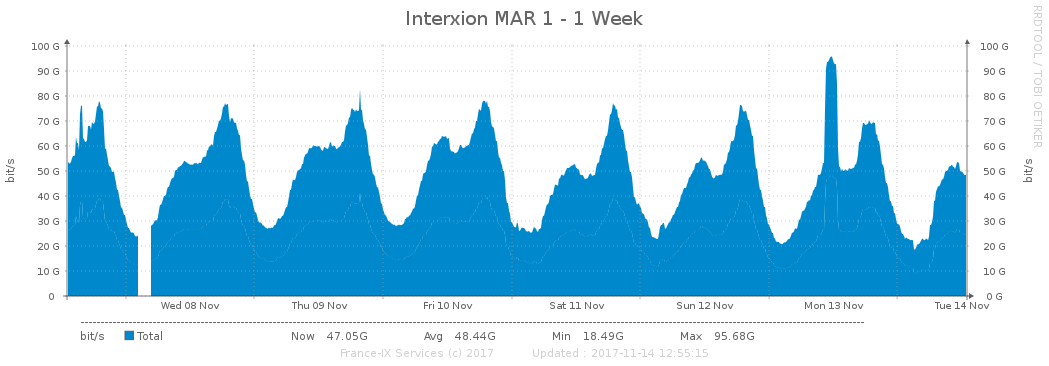 Interxion MAR 1 - 1 Week
RRDTOOL / TOBI OETIKER
100 G 100 G
90 G 90 G
80 G 80 G
70 G 70 G
60 G 60 G
50 G 50 G
40 G 40 G
30 G 30 G
20 G 20 G
10 G 10 G
0 0 G
bit/s bit/s
Wed 08 Nov Thu 09 Nov Fri 10 Nov Sat 11 Nov Sun 12 Nov Mon 13 Nov Tue 14 Nov
bit/s Total Now 47.05G Avg 48.44G Min 18.49G Max 95.68G
France-IX Services (c) 2017 Updated : 2017-11-14 12:55:15